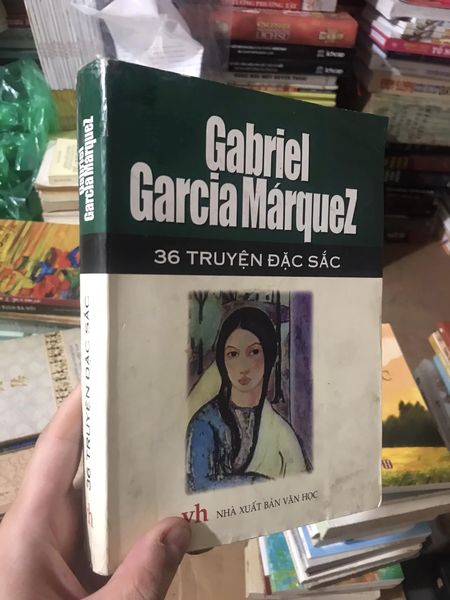 Gabriel
Garcia MárqueZ
36 TRUYỆN ĐẶC SẮC
vh NHÀ XUẤT BẢN VĂN HỌC
Gabriel
Garcia MárqueZ
36 TRUYỆN ĐẶC SẮC
vh